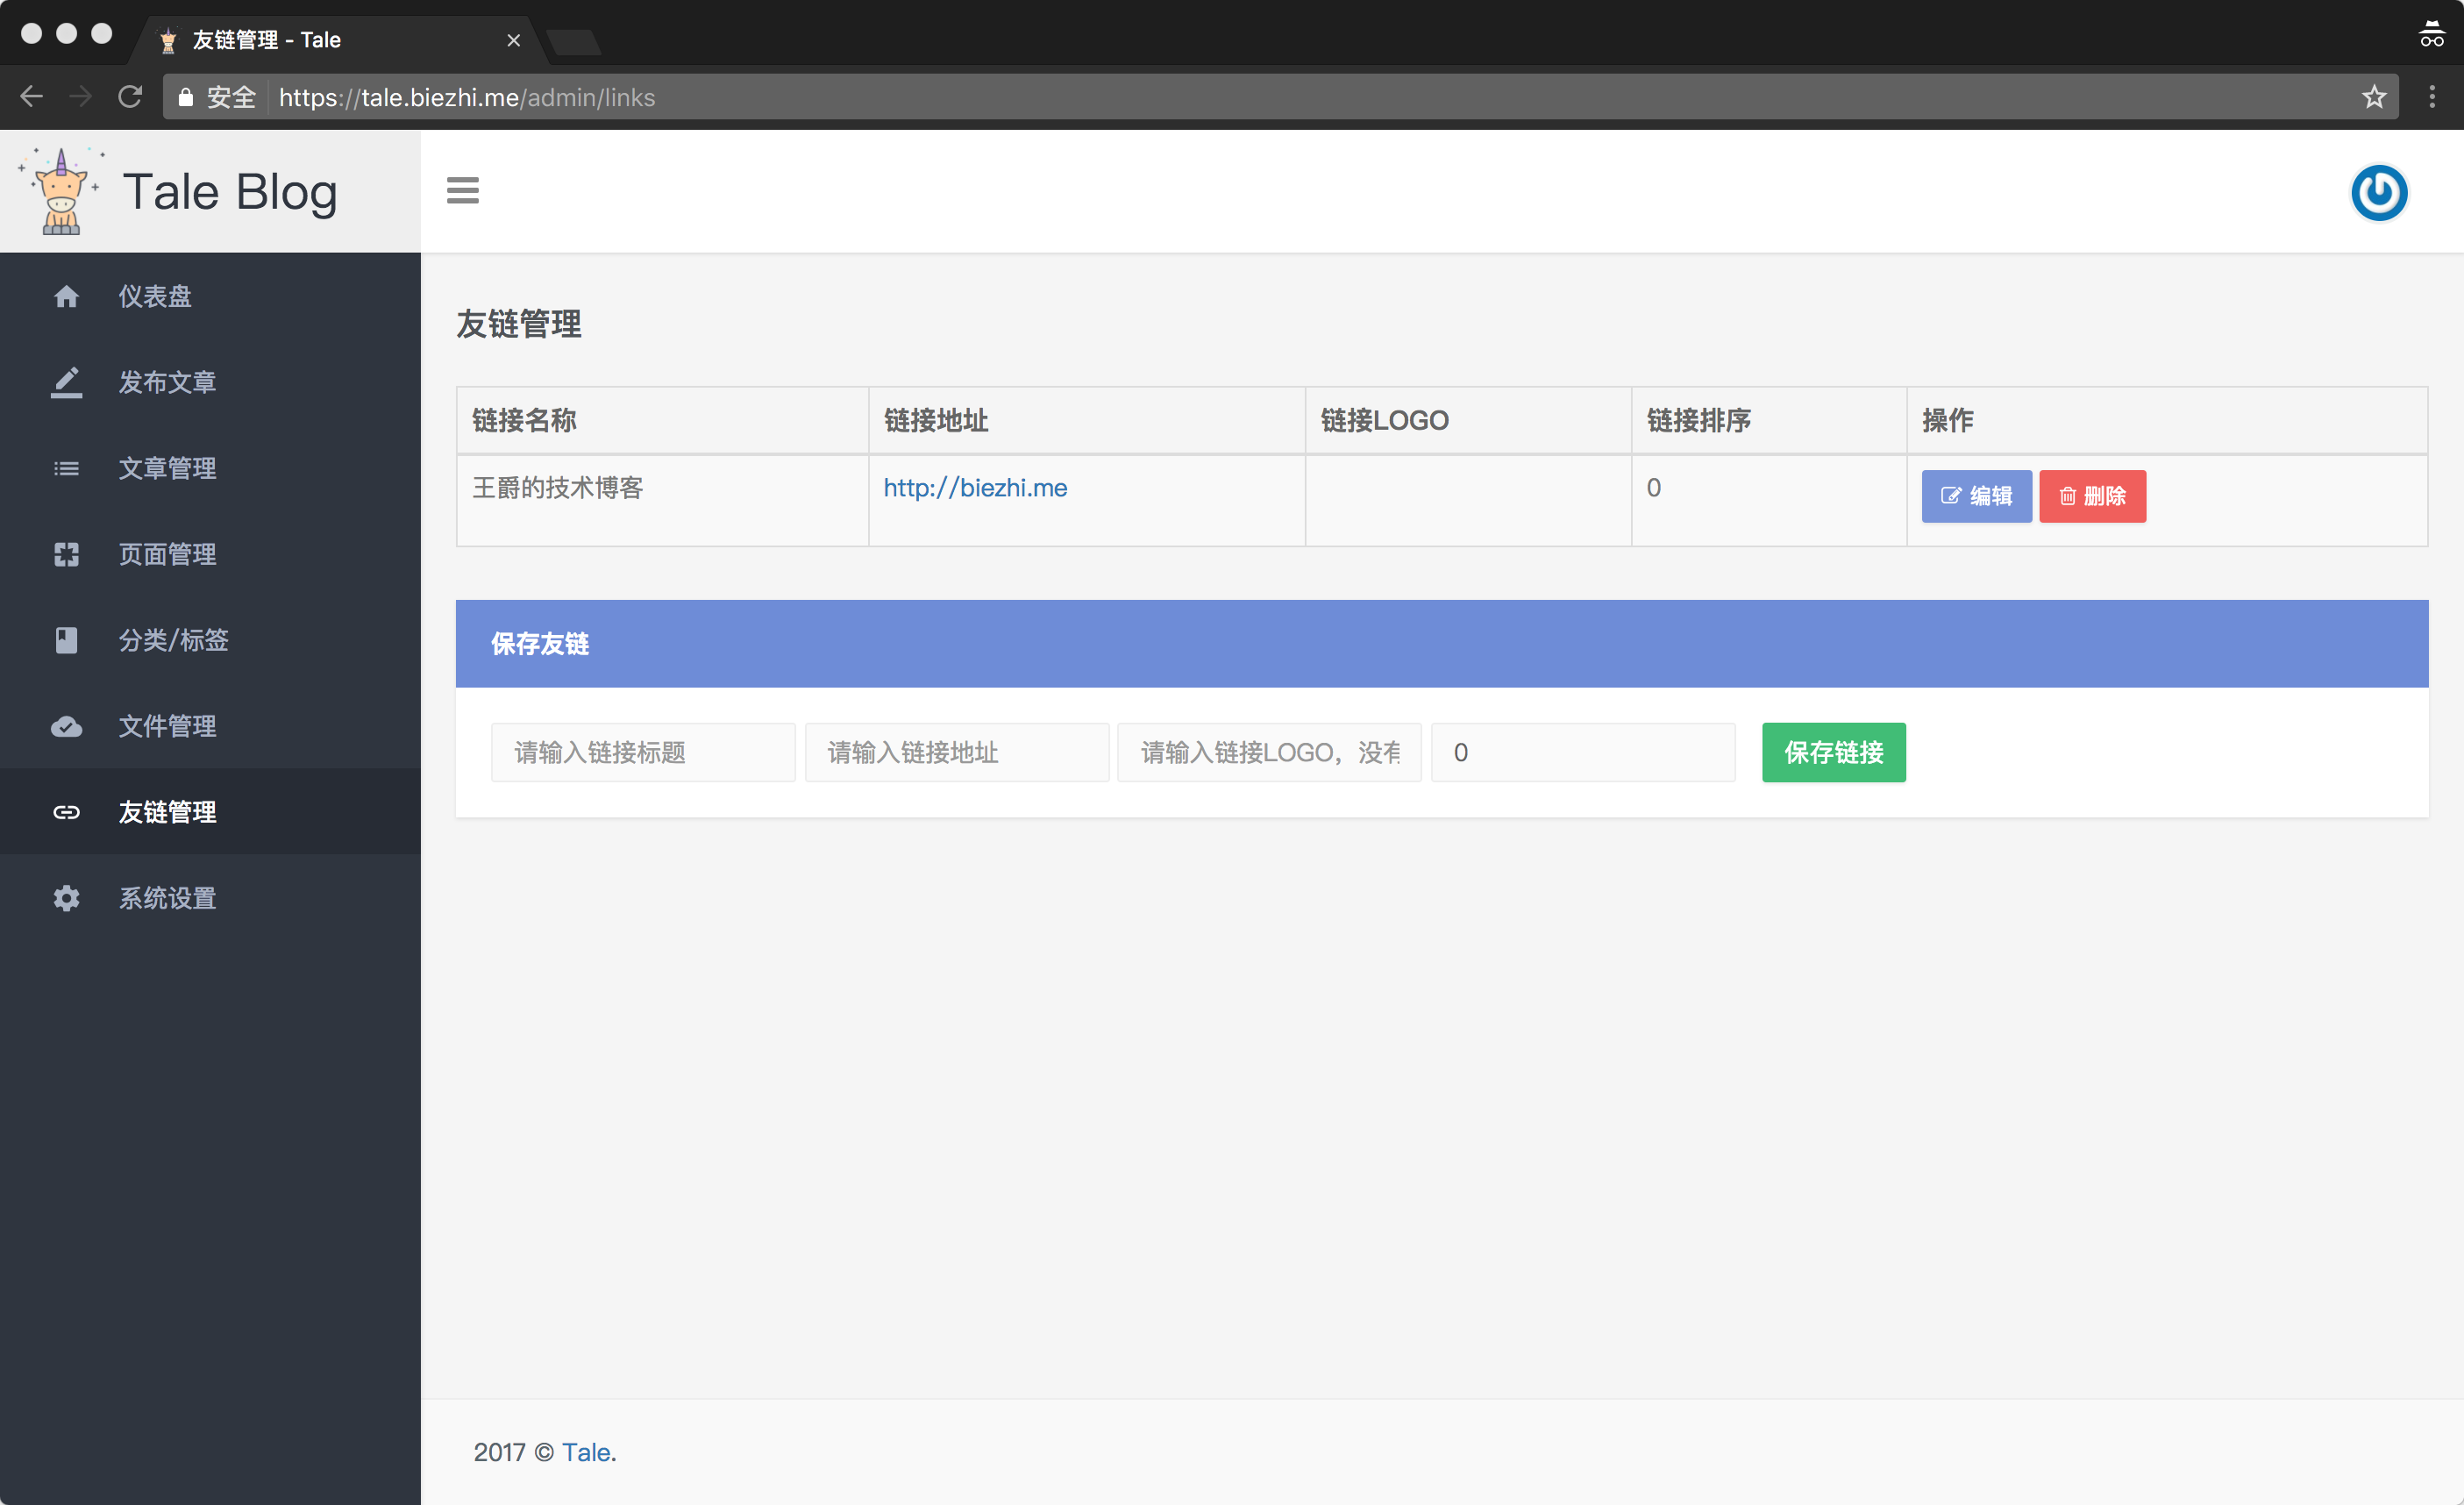 友链管理 - Tale
安全 https://tale.biezhi.me/admin/links
Tale Blog
仪表盘
发布文章
文章管理
页面管理
分类/标签
文件管理
友链管理
系统设置
友链管理
链接名称 链接地址 链接LOGO 链接排序 操作
王爵的技术博客 http://biezhi.me 0 编辑 删除
保存友链
请输入链接标题 请输入链接地址 请输入链接LOGO，没有 0 保存链接
2017 © Tale.